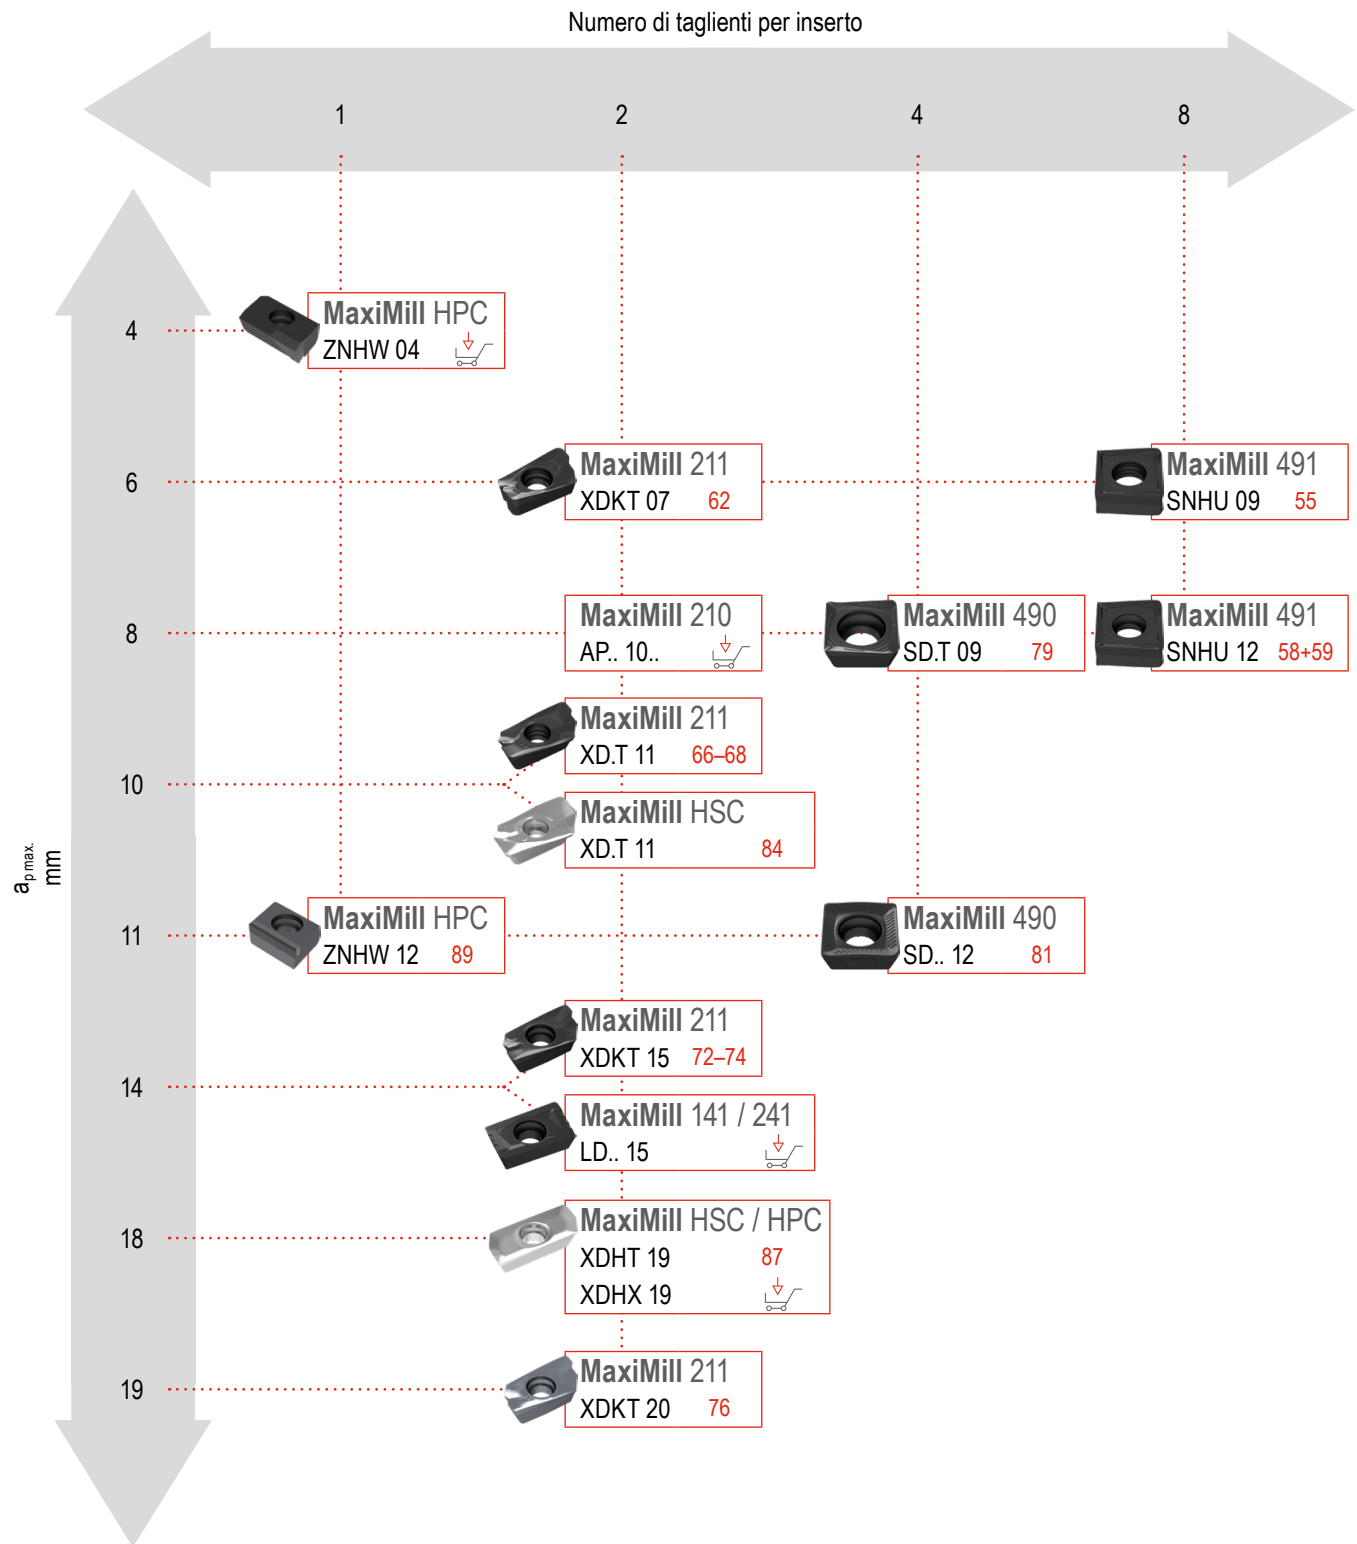 Numero di taglienti per inserto
1 2 4 8
4
MaxiMill HPC
ZNHW 04
6
MaxiMill 211
XDKT 07 62
MaxiMill 491
SNHU 09 55
8
MaxiMill 210
AP.. 10..
MaxiMill 490
SD.T 09 79
MaxiMill 491
SNHU 12 58+59
10
MaxiMill 211
XD.T 11 66–68
MaxiMill HSC
XD.T 11 84
ap max.
mm
11
MaxiMill HPC
ZNHW 12 89
MaxiMill 490
SD.. 12 81
14
MaxiMill 211
XDKT 15 72–74
MaxiMill 141 / 241
LD.. 15
18
MaxiMill HSC / HPC
XDHT 19 87
XDHX 19
19
MaxiMill 211
XDKT 20 76